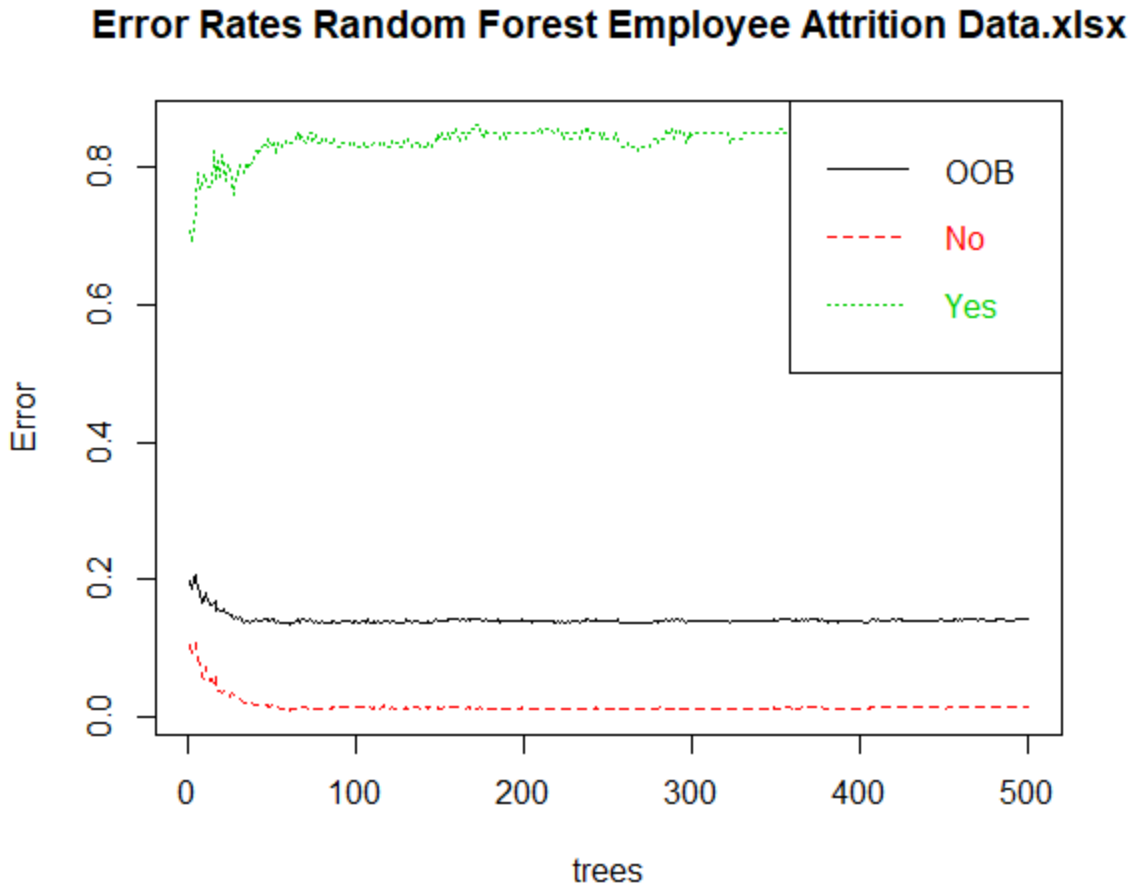 Error Rates Random Forest Employee Attrition Data.xlsx
OOB
No
Yes
Error
0.8
0.6
0.4
0.2
0.0
0 100 200 300 400 500
trees